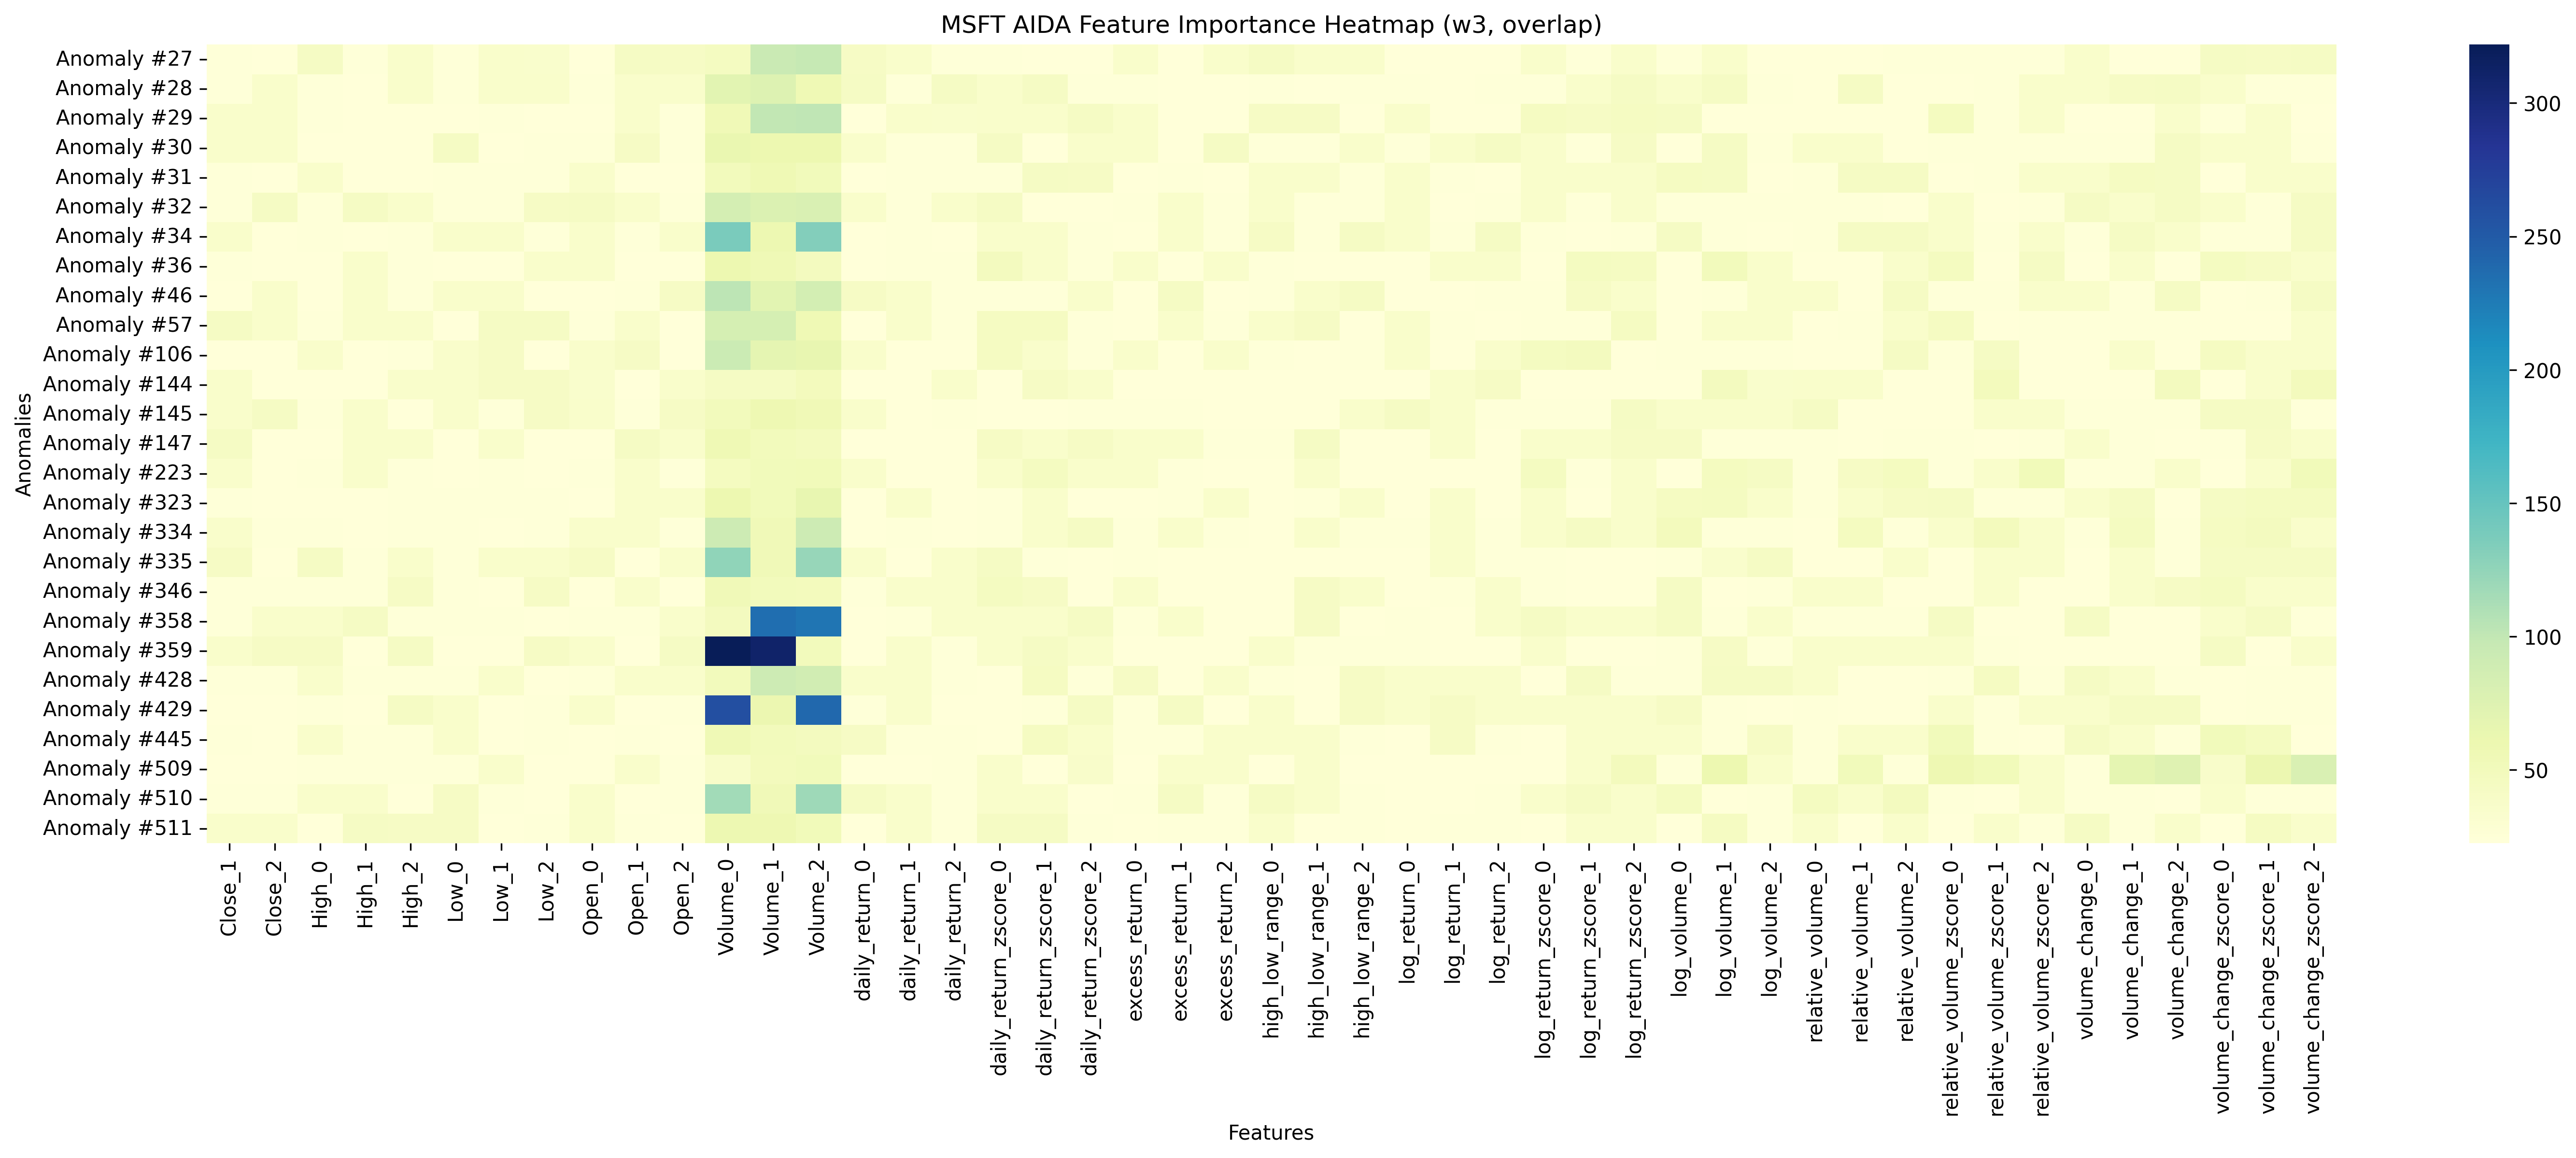 MSFT AIDA Feature Importance Heatmap (w3, overlap)
Anomalies
Anomaly #27
Anomaly #28
Anomaly #29
Anomaly #30
Anomaly #31
Anomaly #32
Anomaly #34
Anomaly #36
Anomaly #46
Anomaly #57
Anomaly #106
Anomaly #144
Anomaly #145
Anomaly #147
Anomaly #223
Anomaly #323
Anomaly #334
Anomaly #335
Anomaly #346
Anomaly #358
Anomaly #359
Anomaly #428
Anomaly #429
Anomaly #445
Anomaly #509
Anomaly #510
Anomaly #511
Close_1
Close_2
High_0
High_1
High_2
Low_0
Low_1
Low_2
Open_0
Open_1
Open_2
Volume_0
Volume_1
Volume_2
daily_return_0
daily_return_1
daily_return_2
daily_return_zscore_0
daily_return_zscore_1
daily_return_zscore_2
excess_return_0
excess_return_1
excess_return_2
high_low_range_0
high_low_range_1
high_low_range_2
log_return_0
log_return_1
log_return_2
log_return_zscore_0
log_return_zscore_1
log_return_zscore_2
log_volume_0
log_volume_1
log_volume_2
relative_volume_0
relative_volume_1
relative_volume_2
relative_volume_zscore_0
relative_volume_zscore_1
relative_volume_zscore_2
volume_change_0
volume_change_1
volume_change_2
volume_change_zscore_0
volume_change_zscore_1
volume_change_zscore_2
Features
300
250
200
150
100
50